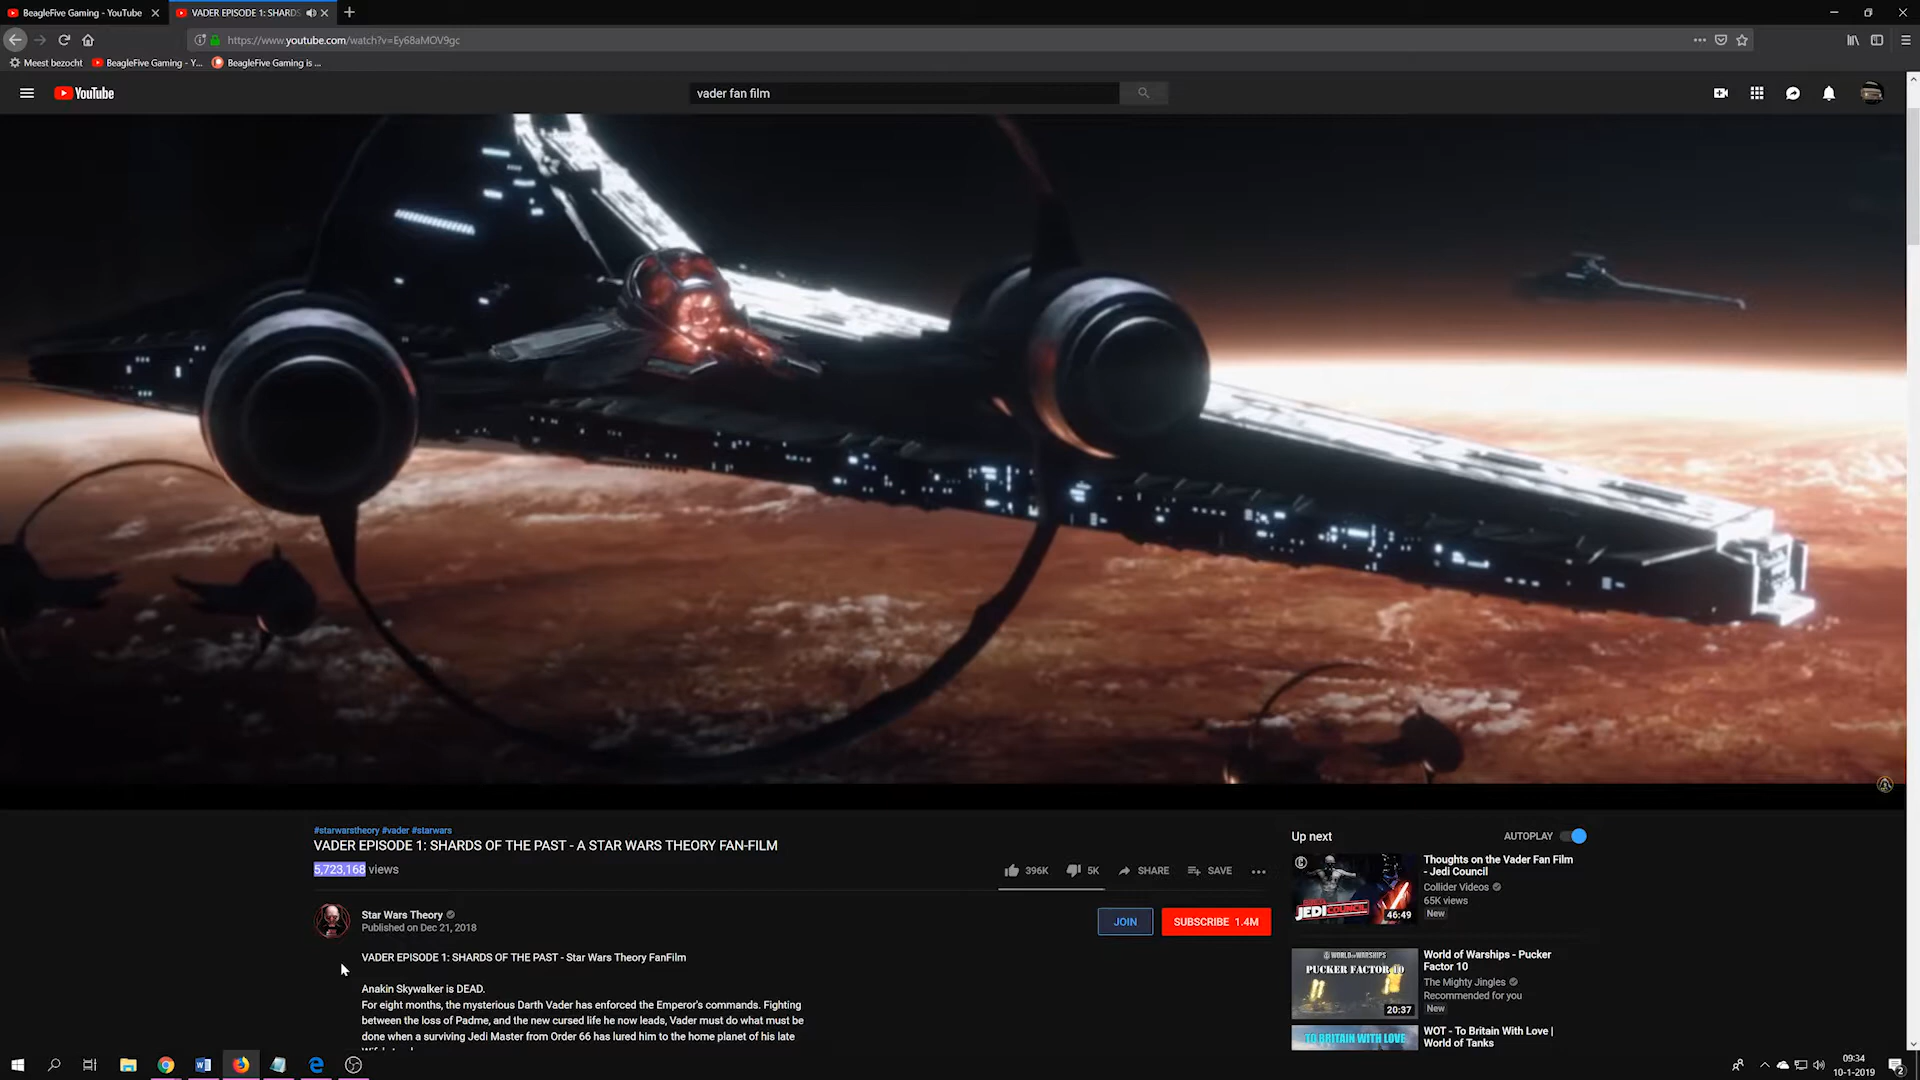 BeagleFive Gaming - YouTube
VADER EPISODE 1: SHARDS
https://www.youtube.com/watch?v=Ey68aMOV9gc
Meest bezocht
BeagleFive Gaming - Y...
BeagleFive Gaming is ...
YouTube
vader fan film
#starwarstheory #vader #starwars
VADER EPISODE 1: SHARDS OF THE PAST - A STAR WARS THEORY FAN-FILM
5,723,168 views
396K
5K
SHARE
SAVE
Star Wars Theory
Published on Dec 21, 2018
JOIN
SUBSCRIBE 1.4M
VADER EPISODE 1: SHARDS OF THE PAST - Star Wars Theory FanFilm
Anakin Skywalker is DEAD.
For eight months, the mysterious Darth Vader has enforced the Emperor's commands. Fighting
between the loss of Padme, and the new cursed life he now leads, Vader must do what must be
done when a surviving Jedi Master from Order 66 has lured him to the home planet of his late
Up next
AUTOPLAY
JEDI COUNCIL
46:49
Thoughts on the Vader Fan Film
- Jedi Council
Collider Videos
65K views
New
WORLD OF WARSHIPS
PUCKER FACTOR 10
20:37
World of Warships - Pucker
Factor 10
The Mighty Jingles
Recommended for you
New
TO BRITAIN WITH LOVE
WOT - To Britain With Love |
World of Tanks
09:34
10-1-2019
2